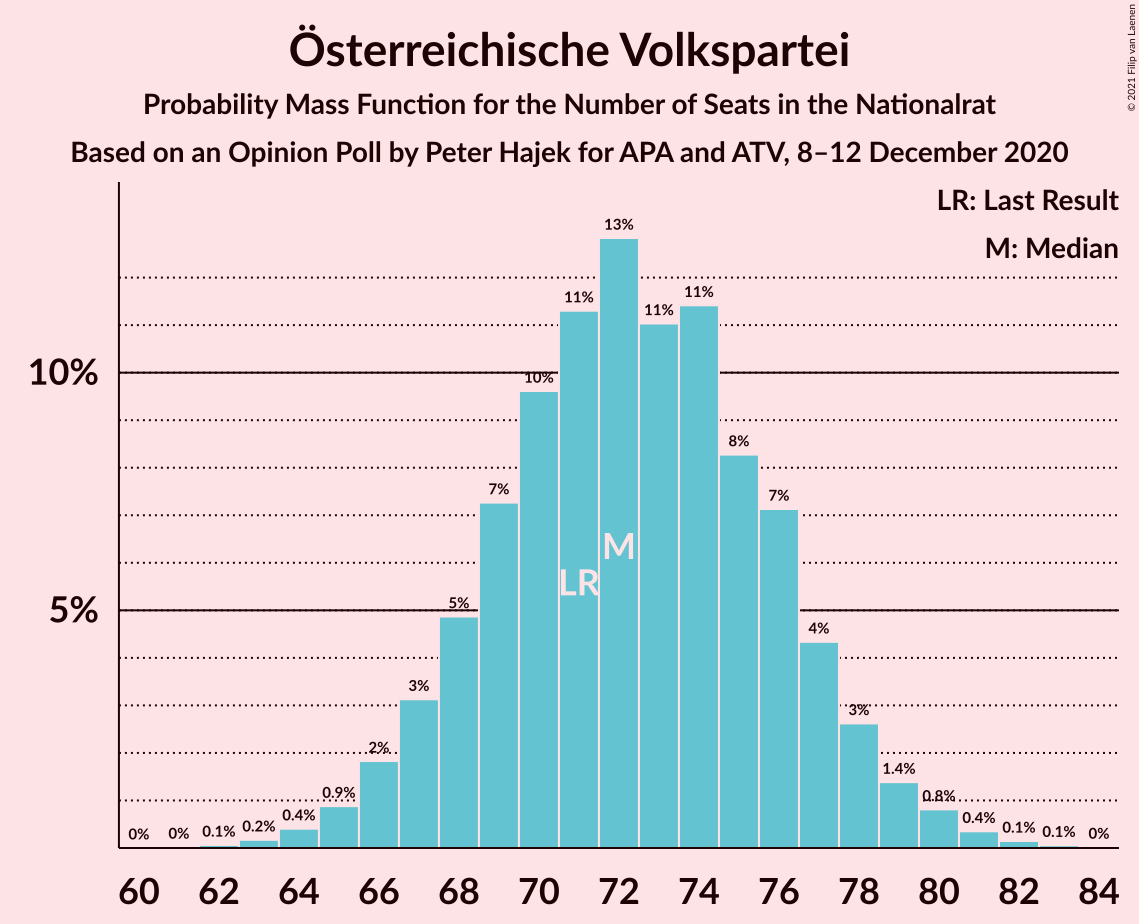 Österreichische Volkspartei
Probability Mass Function for the Number of Seats in the Nationalrat
Based on an Opinion Poll by Peter Hajek for APA and ATV, 8–12 December 2020
© 2021 Filip van Laenen
LR: Last Result
M: Median
10%
5%
0% 0% 0.1% 0.2% 0.4% 0.9% 2% 3% 5% 7% 10% 11% 13% 11% 11% 8% 7% 4% 3% 1.4% 0.8% 0.4% 0.1% 0.1% 0%
M
LR
60 62 64 66 68 70 72 74 76 78 80 82 84